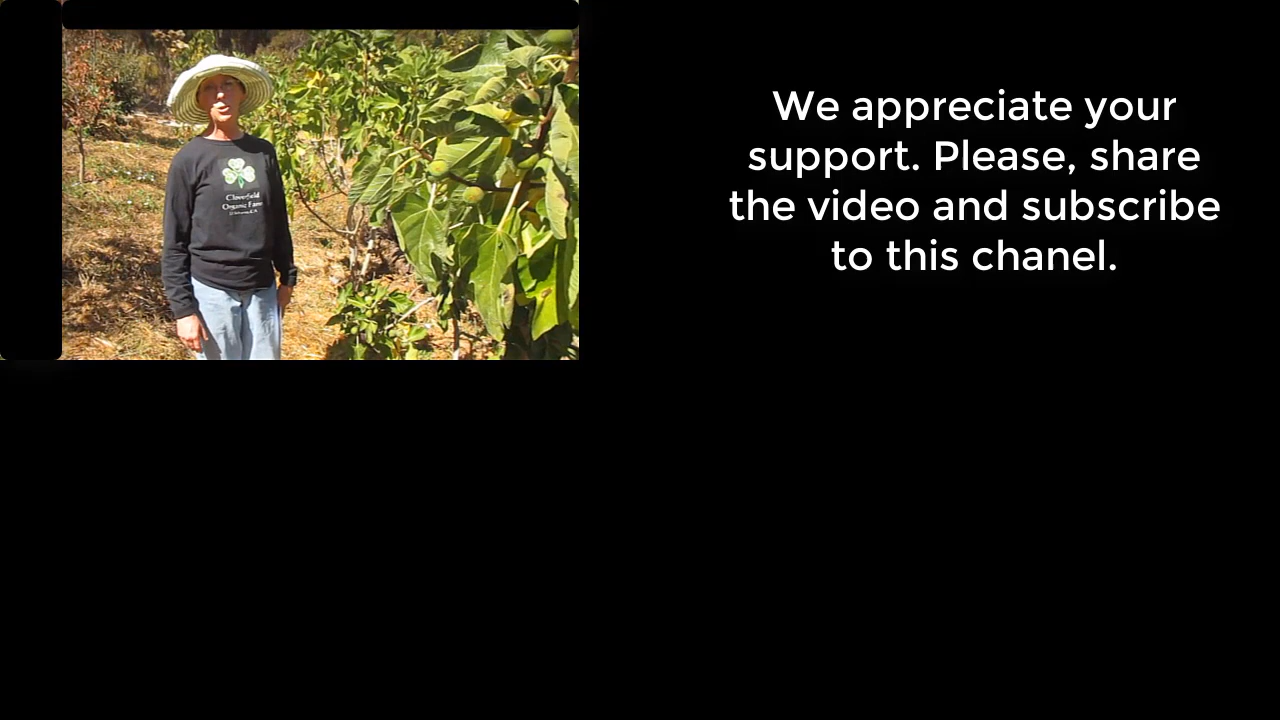 We appreciate your
support. Please, share
the video and subscribe
to this chanel.
Cloverfield
Organic Farm